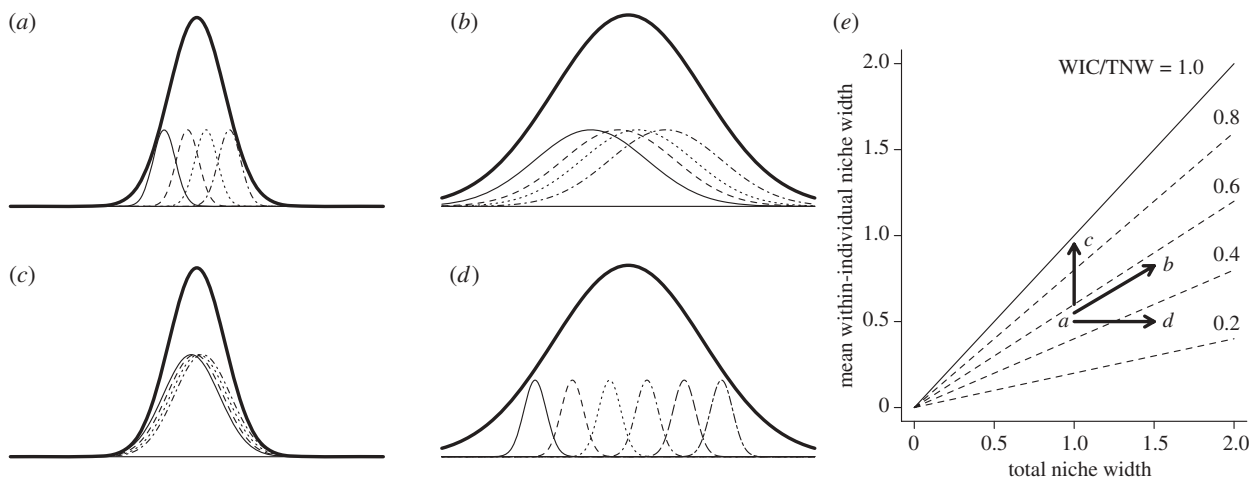 (a)
(b)
(c)
(d)
(e)
mean within-individual niche width
2.0
1.5
1.0
0.5
0
WIC/TNW = 1.0
0.8
0.6
0.4
0.2
c
b
a
d
0 0.5 1.0 1.5 2.0
total niche width